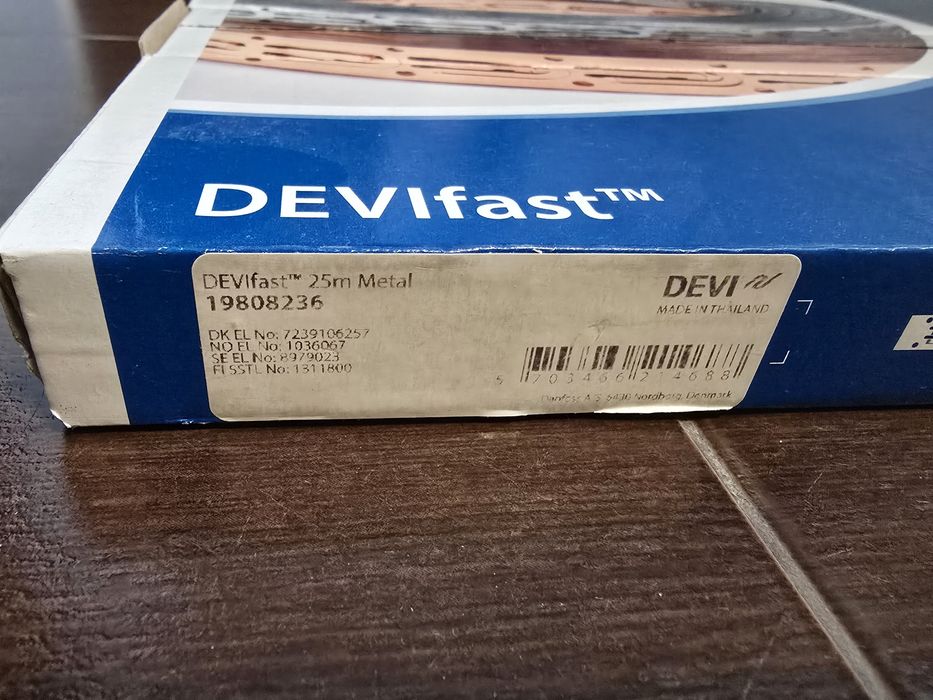 DEVIfast™
DEVIfast™ 25m Metal
19808236
DEVI
MADE IN THAILAND
DK EL No: 7239106257
NO EL No: 1036067
SE EL No: 8979023
FI SSTL No: 1311800
5 703466 214688
Danfoss A/S 6430 Nordborg, Denmark